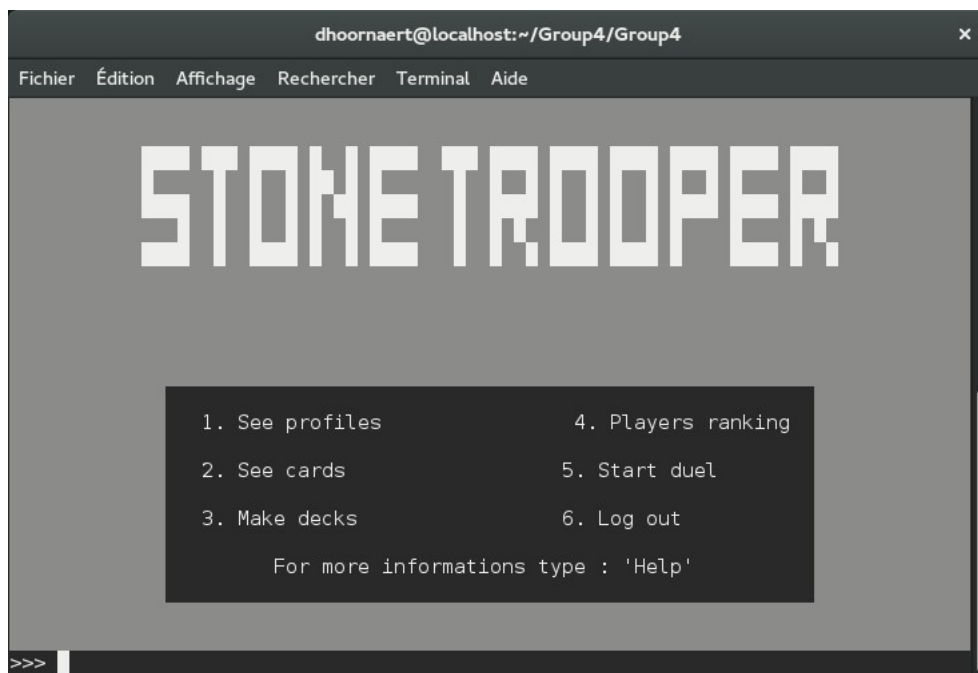 dhoornaert@localhost:~/Group4/Group4 ×
Fichier Édition Affichage Rechercher Terminal Aide
STONE TROOPER
1. See profiles 4. Players ranking
2. See cards 5. Start duel
3. Make decks 6. Log out
For more informations type : 'Help'
>>>